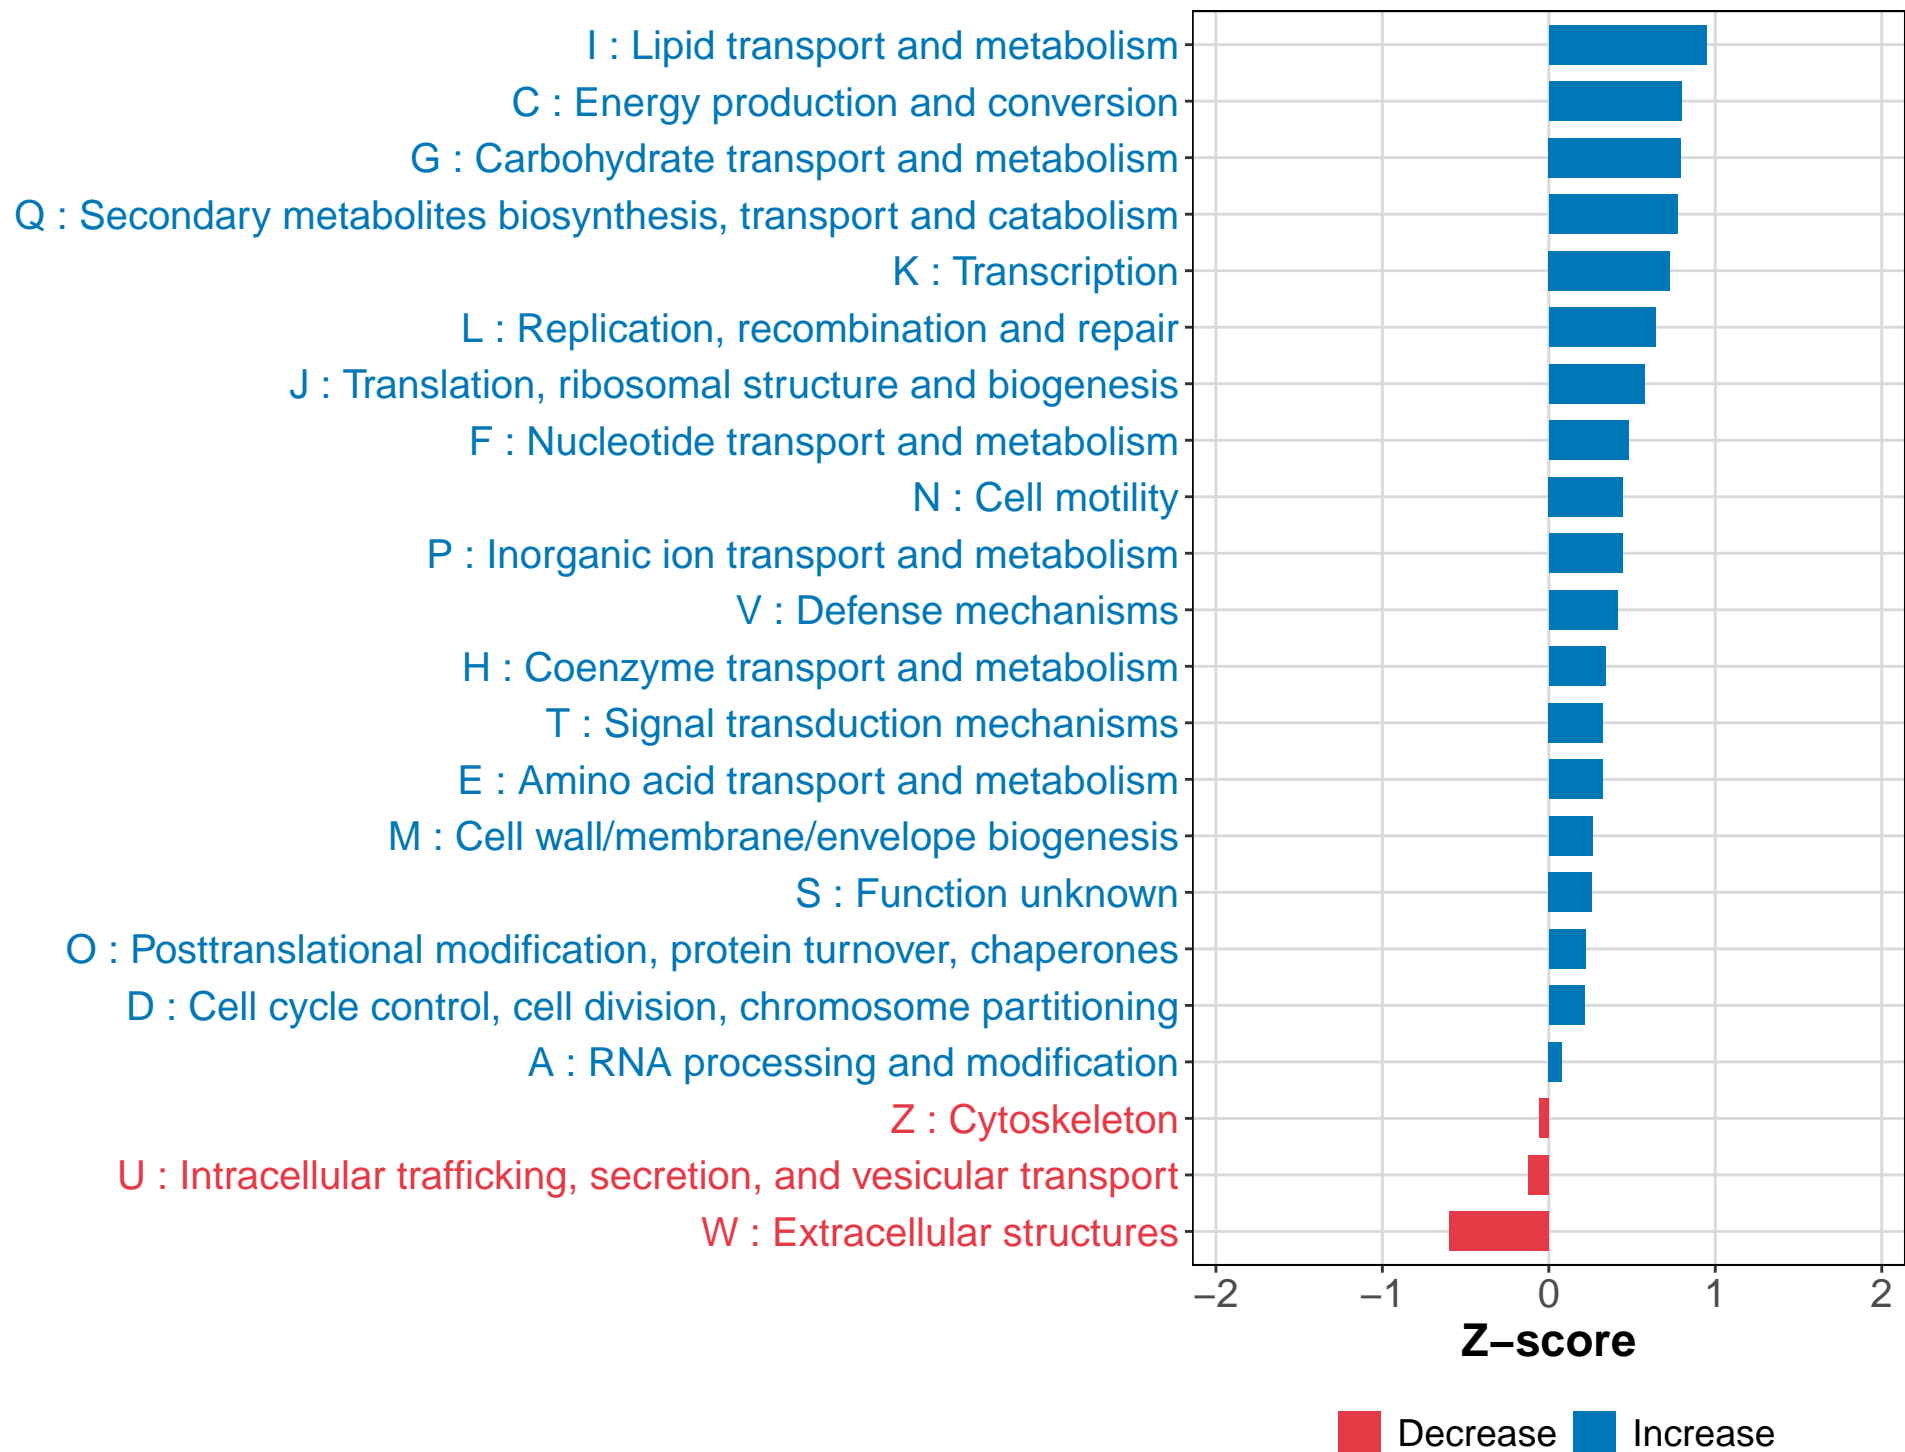 I : Lipid transport and metabolism
C : Energy production and conversion
G : Carbohydrate transport and metabolism
Q : Secondary metabolites biosynthesis, transport and catabolism
K : Transcription
L : Replication, recombination and repair
J : Translation, ribosomal structure and biogenesis
F : Nucleotide transport and metabolism
N : Cell motility
P : Inorganic ion transport and metabolism
V : Defense mechanisms
H : Coenzyme transport and metabolism
T : Signal transduction mechanisms
E : Amino acid transport and metabolism
M : Cell wall/membrane/envelope biogenesis
S : Function unknown
O : Posttranslational modification, protein turnover, chaperones
D : Cell cycle control, cell division, chromosome partitioning
A : RNA processing and modification
Z : Cytoskeleton
U : Intracellular trafficking, secretion, and vesicular transport
W : Extracellular structures
−2 −1 0 1 2
Z−score
Decrease Increase